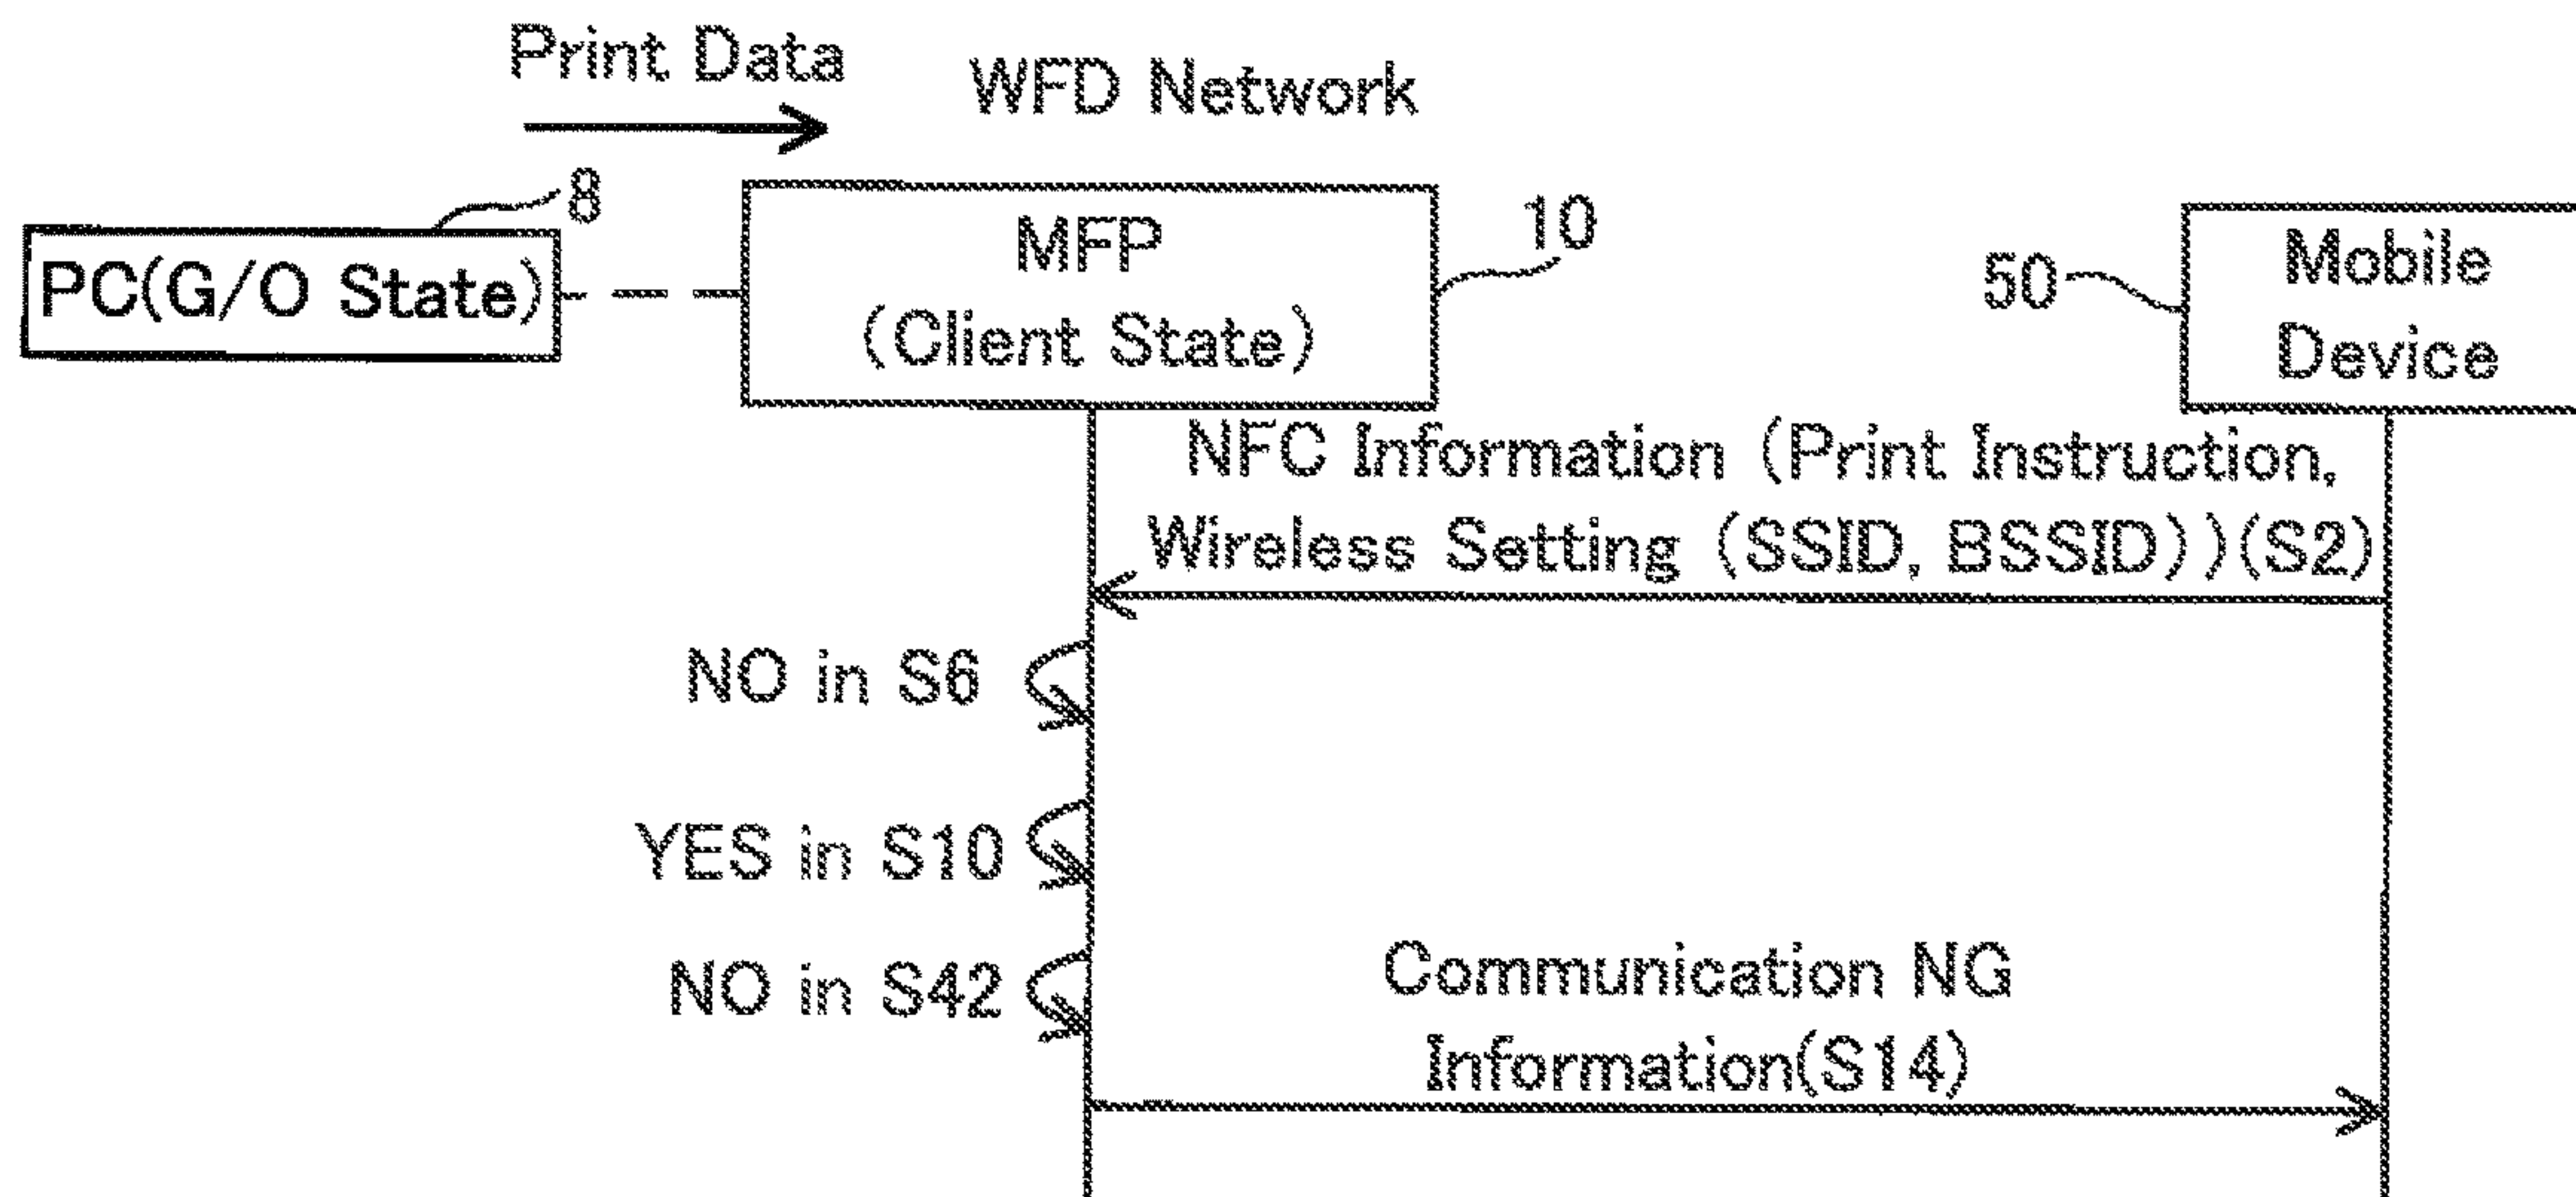 Print Data
WFD Network
8
PC(G/O State)
MFP
(Client State)
10
50
Mobile
Device
NFC Information (Print Instruction,
Wireless Setting (SSID, BSSID))(S2)
NO in S6
YES in S10
NO in S42
Communication NG
Information(S14)